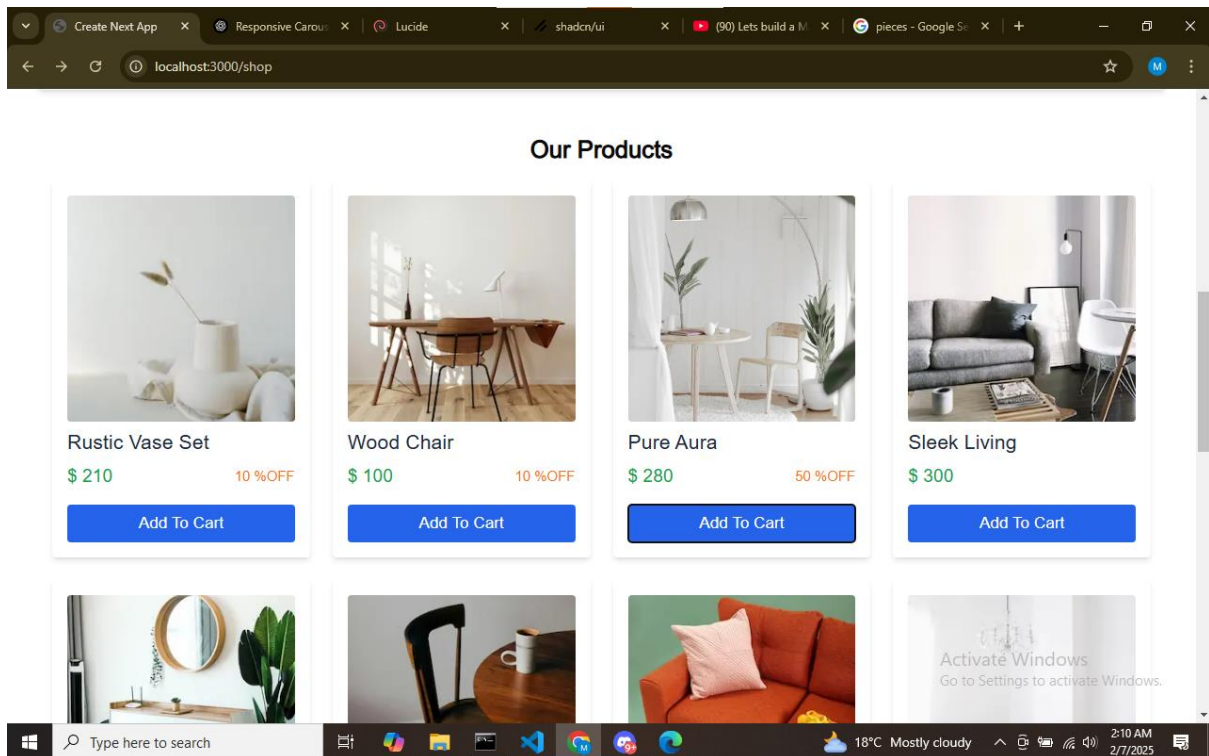 Create Next App
Responsive Carous
Lucide
shadcn/ui
(90) Lets build a M
pieces - Google Se
localhost:3000/shop
M
Our Products
Rustic Vase Set
Wood Chair
Pure Aura
Sleek Living
$ 210
10 %OFF
$ 100
10 %OFF
$ 280
50 %OFF
$ 300
Add To Cart
Add To Cart
Add To Cart
Add To Cart
Activate Windows
Go to Settings to activate Windows.
Type here to search
18°C Mostly cloudy
2:10 AM
2/7/2025